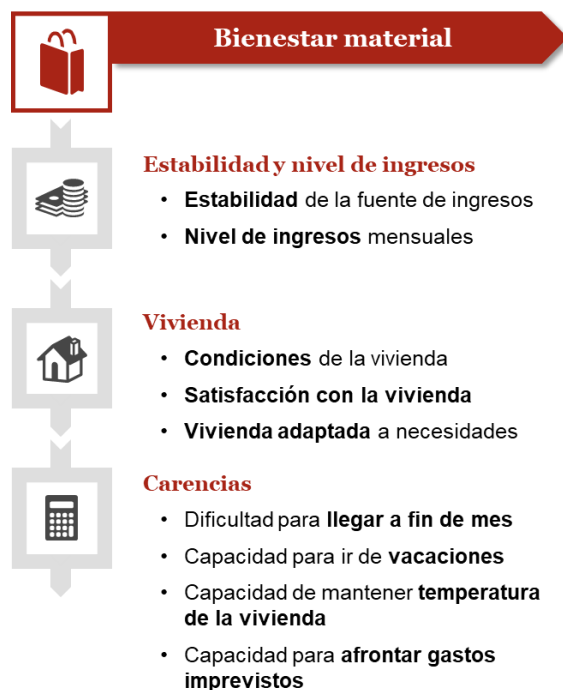 Bienestar material
Estabilidad y nivel de ingresos
• Estabilidad de la fuente de ingresos
• Nivel de ingresos mensuales
Vivienda
• Condiciones de la vivienda
• Satisfacción con la vivienda
• Vivienda adaptada a necesidades
Carencias
• Dificultad para llegar a fin de mes
• Capacidad para ir de vacaciones
• Capacidad de mantener temperatura
de la vivienda
• Capacidad para afrontar gastos
imprevistos